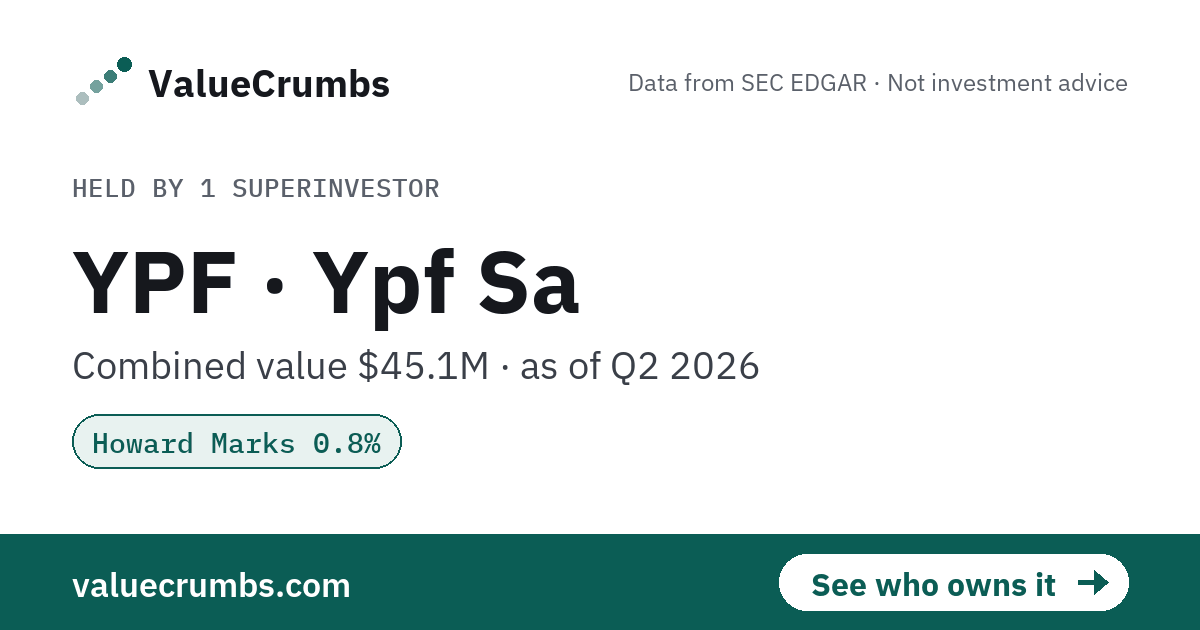 ValueCrumbs
Data from SEC EDGAR · Not investment advice
HELD BY 1 SUPERINVESTOR
YPF · Ypf Sa
Combined value $45.1M · as of Q2 2026
Howard Marks 0.8%
valuecrumbs.com
See who owns it →